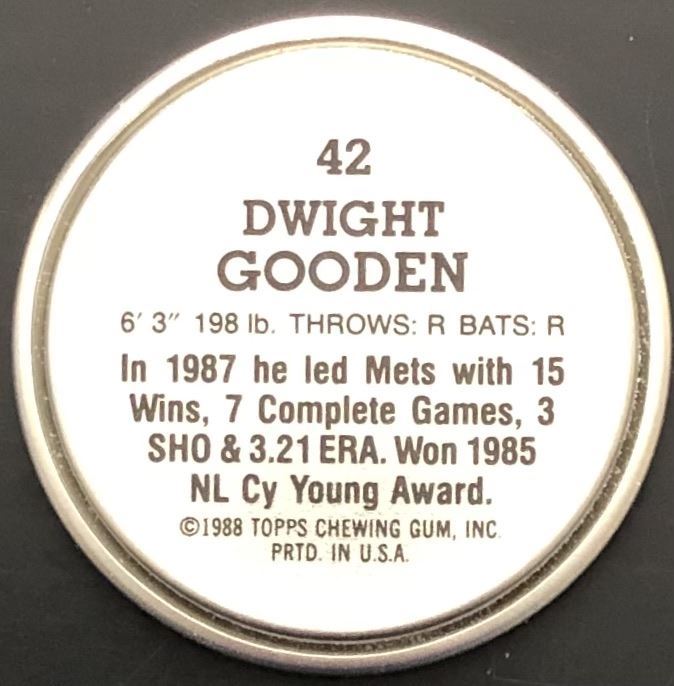 42
DWIGHT
GOODEN
6' 3" 198 lb. THROWS: R BATS: R
In 1987 he led Mets with 15
Wins, 7 Complete Games, 3
SHO & 3.21 ERA. Won 1985
NL Cy Young Award.
©1988 TOPPS CHEWING GUM, INC.
PRTD. IN U.S.A.